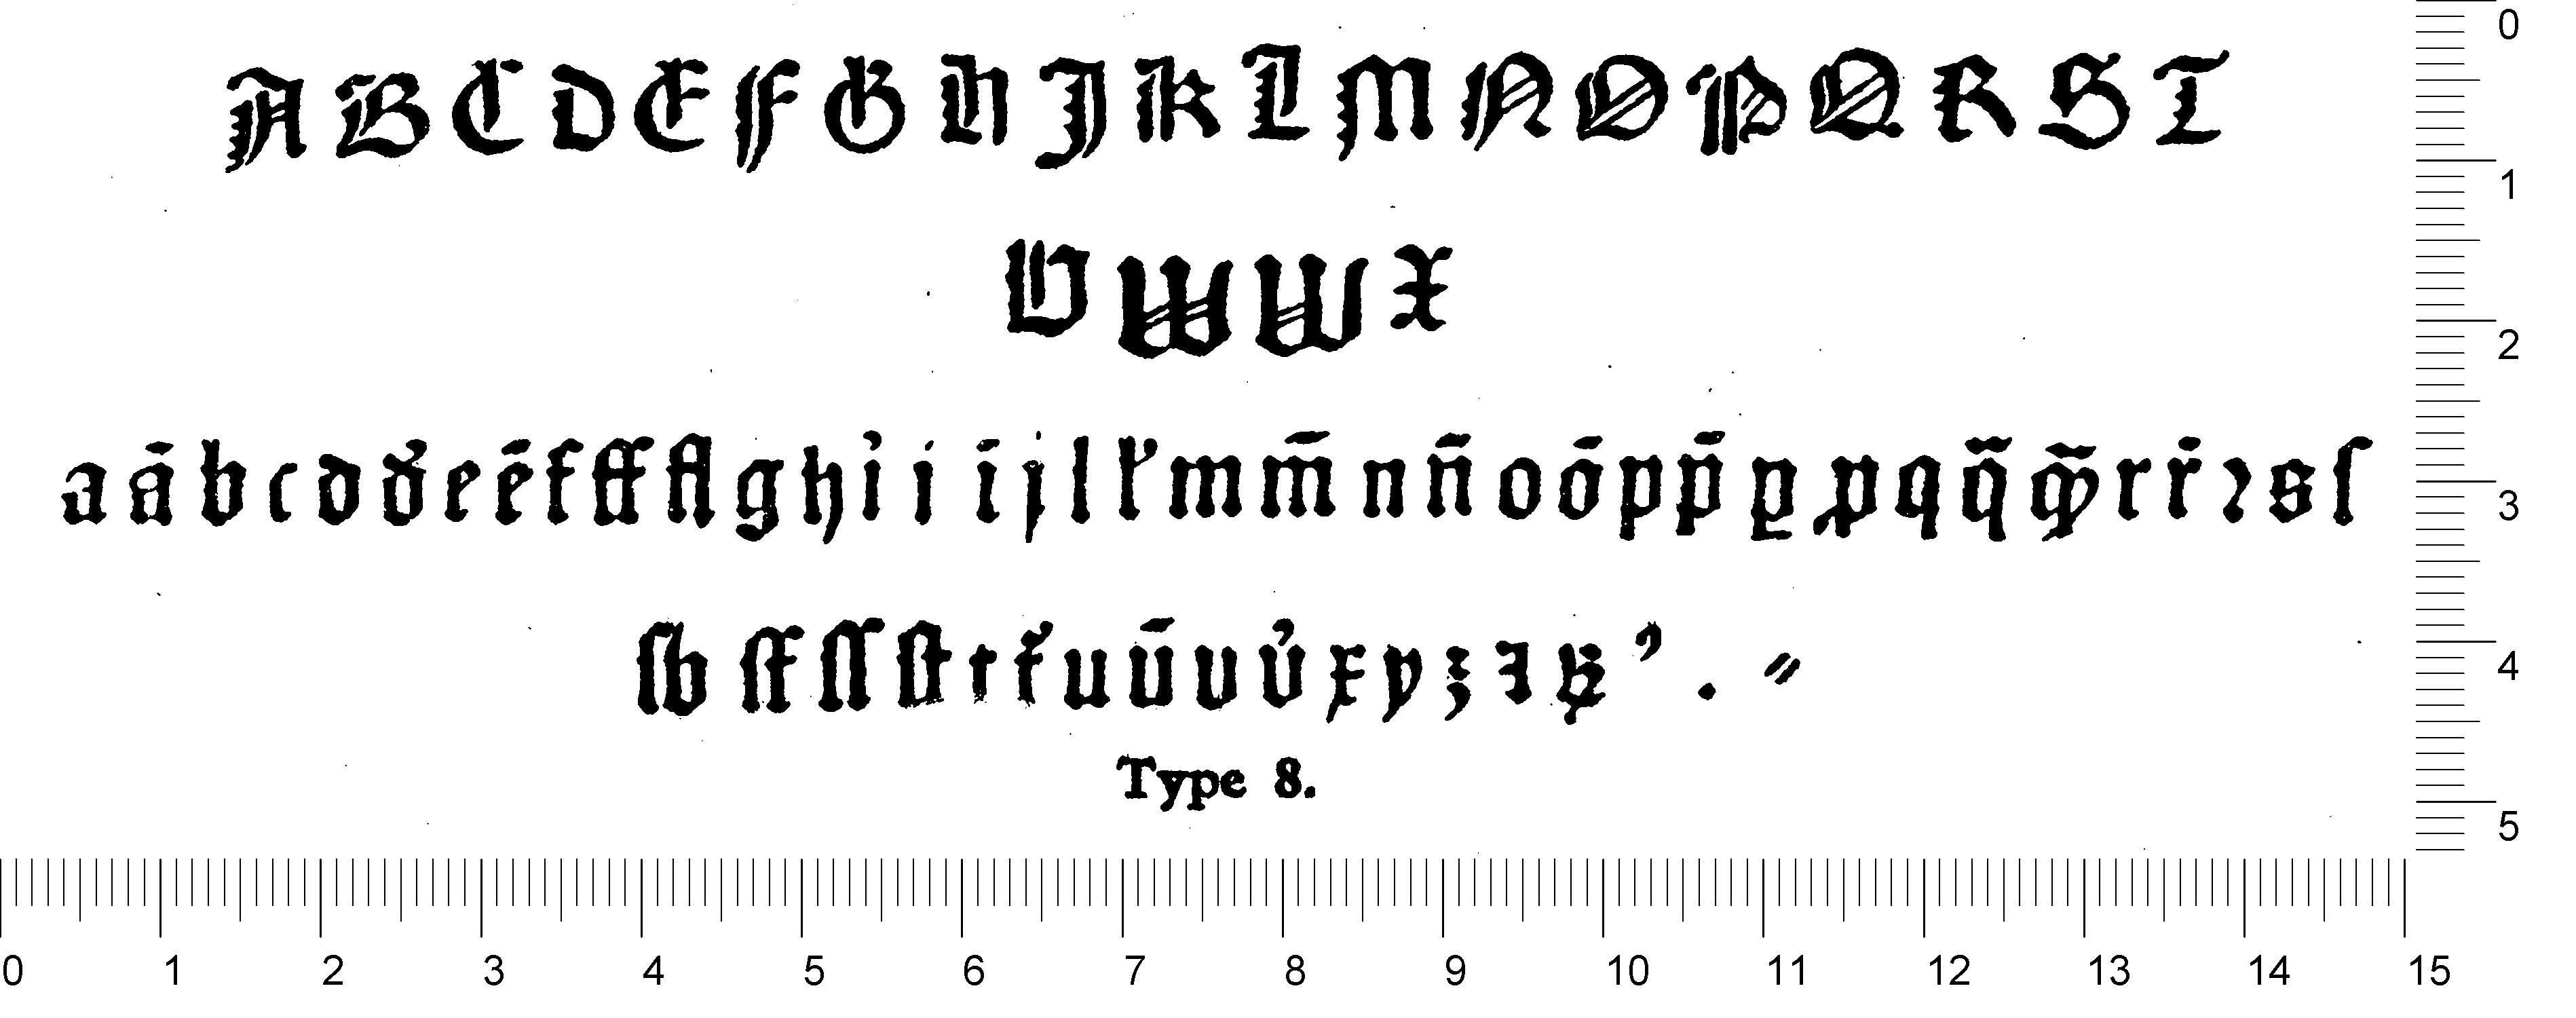 A B C D E F G H J K L M N O P Q R S T
V W W X
a ā b c d d̛ e ē f ff fl g h i̛ i ī j l l̛ m m̄ n n̄ o ō p p̄ ꝑ ꝓ q q̃ ꝙ̃ r r̛ ꝛ s ſ
ſb ſf ſſ ſt t t̛ u ū v v̛ x y z ꝫ ꝶ ’ . ⸗
Type 8.
0
1
2
3
4
5
0 1 2 3 4 5 6 7 8 9 10 11 12 13 14 15